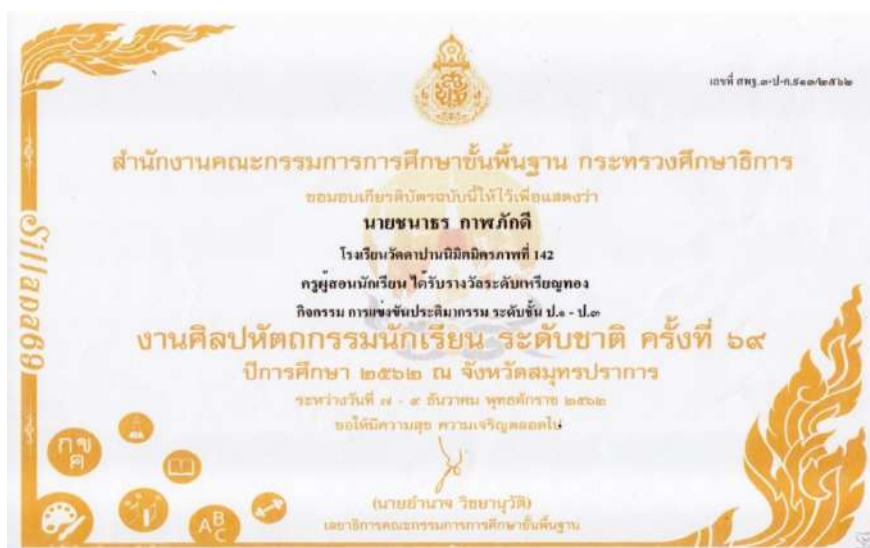 เลขที่ สพฐ.๓-ป-ก.๕๑๓/๒๕๖๒
สำนักงานคณะกรรมการการศึกษาขั้นพื้นฐาน กระทรวงศึกษาธิการ
ขอมอบเกียรติบัตรฉบับนี้ให้ไว้เพื่อแสดงว่า
นายชนาธร กาพภักดี
โรงเรียนวัดดาปานนิมิตมิตรภาพที่ 142
ครูผู้สอนนักเรียน ได้รับรางวัลระดับเหรียญทอง
กิจกรรม การแข่งขันประติมากรรม ระดับชั้น ป.๑ - ป.๓
งานศิลปหัตถกรรมนักเรียน ระดับชาติ ครั้งที่ ๖๙
ปีการศึกษา ๒๕๖๒ ณ จังหวัดสมุทรปราการ
ระหว่างวันที่ ๗ - ๙ ธันวาคม พุทธศักราช ๒๕๖๒
ขอให้มีความสุข ความเจริญตลอดไป
(นายอำนาจ วิชยานุวัติ)
เลขาธิการคณะกรรมการการศึกษาขั้นพื้นฐาน
Sillapa69
ก ข
ค
A B
C